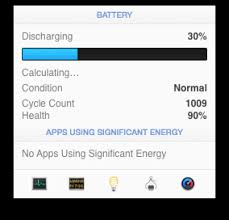 BATTERY
Discharging 30%
Calculating...
Condition Normal
Cycle Count 1009
Health 90%
APPS USING SIGNIFICANT ENERGY
No Apps Using Significant Energy